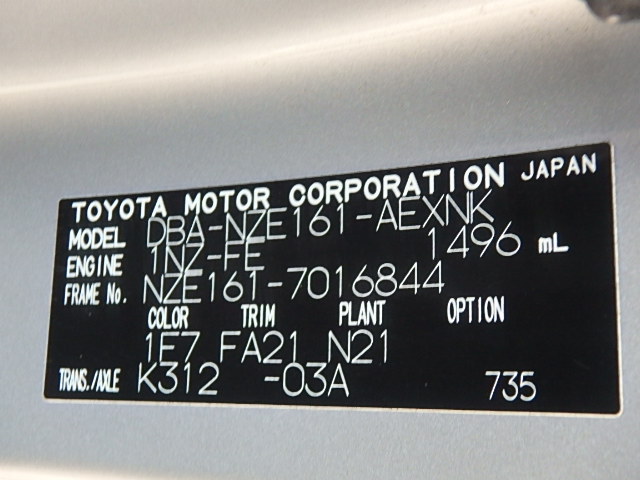 TOYOTA MOTOR CORPORATION JAPAN
MODEL DBA-NZE161-AEXNK
ENGINE 1NZ-FE 1496 mL
FRAME No. NZE161-7016844
COLOR TRIM PLANT OPTION
1E7 FA21 N21
TRANS./AXLE K312 -03A 735